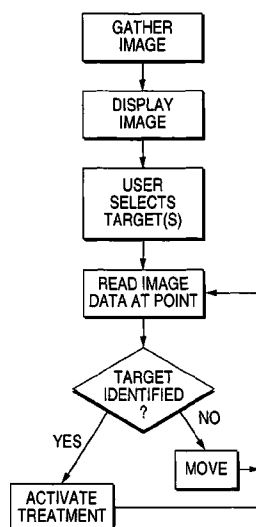 GATHER
IMAGE
DISPLAY
IMAGE
USER
SELECTS
TARGET(S)
READ IMAGE
DATA AT POINT
TARGET
IDENTIFIED
?
YES
NO
MOVE
ACTIVATE
TREATMENT